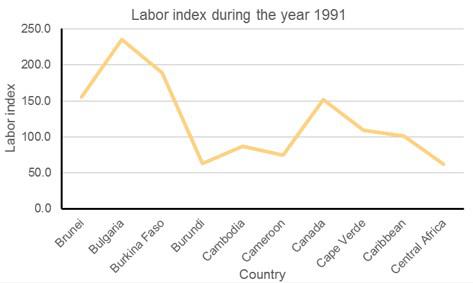 Labor index during the year 1991
Labor index
250.0
200.0
150.0
100.0
50.0
0.0
Brunei
Bulgaria
Burkina Faso
Burundi
Cambodia
Cameroon
Canada
Cape Verde
Caribbean
Central Africa
Country